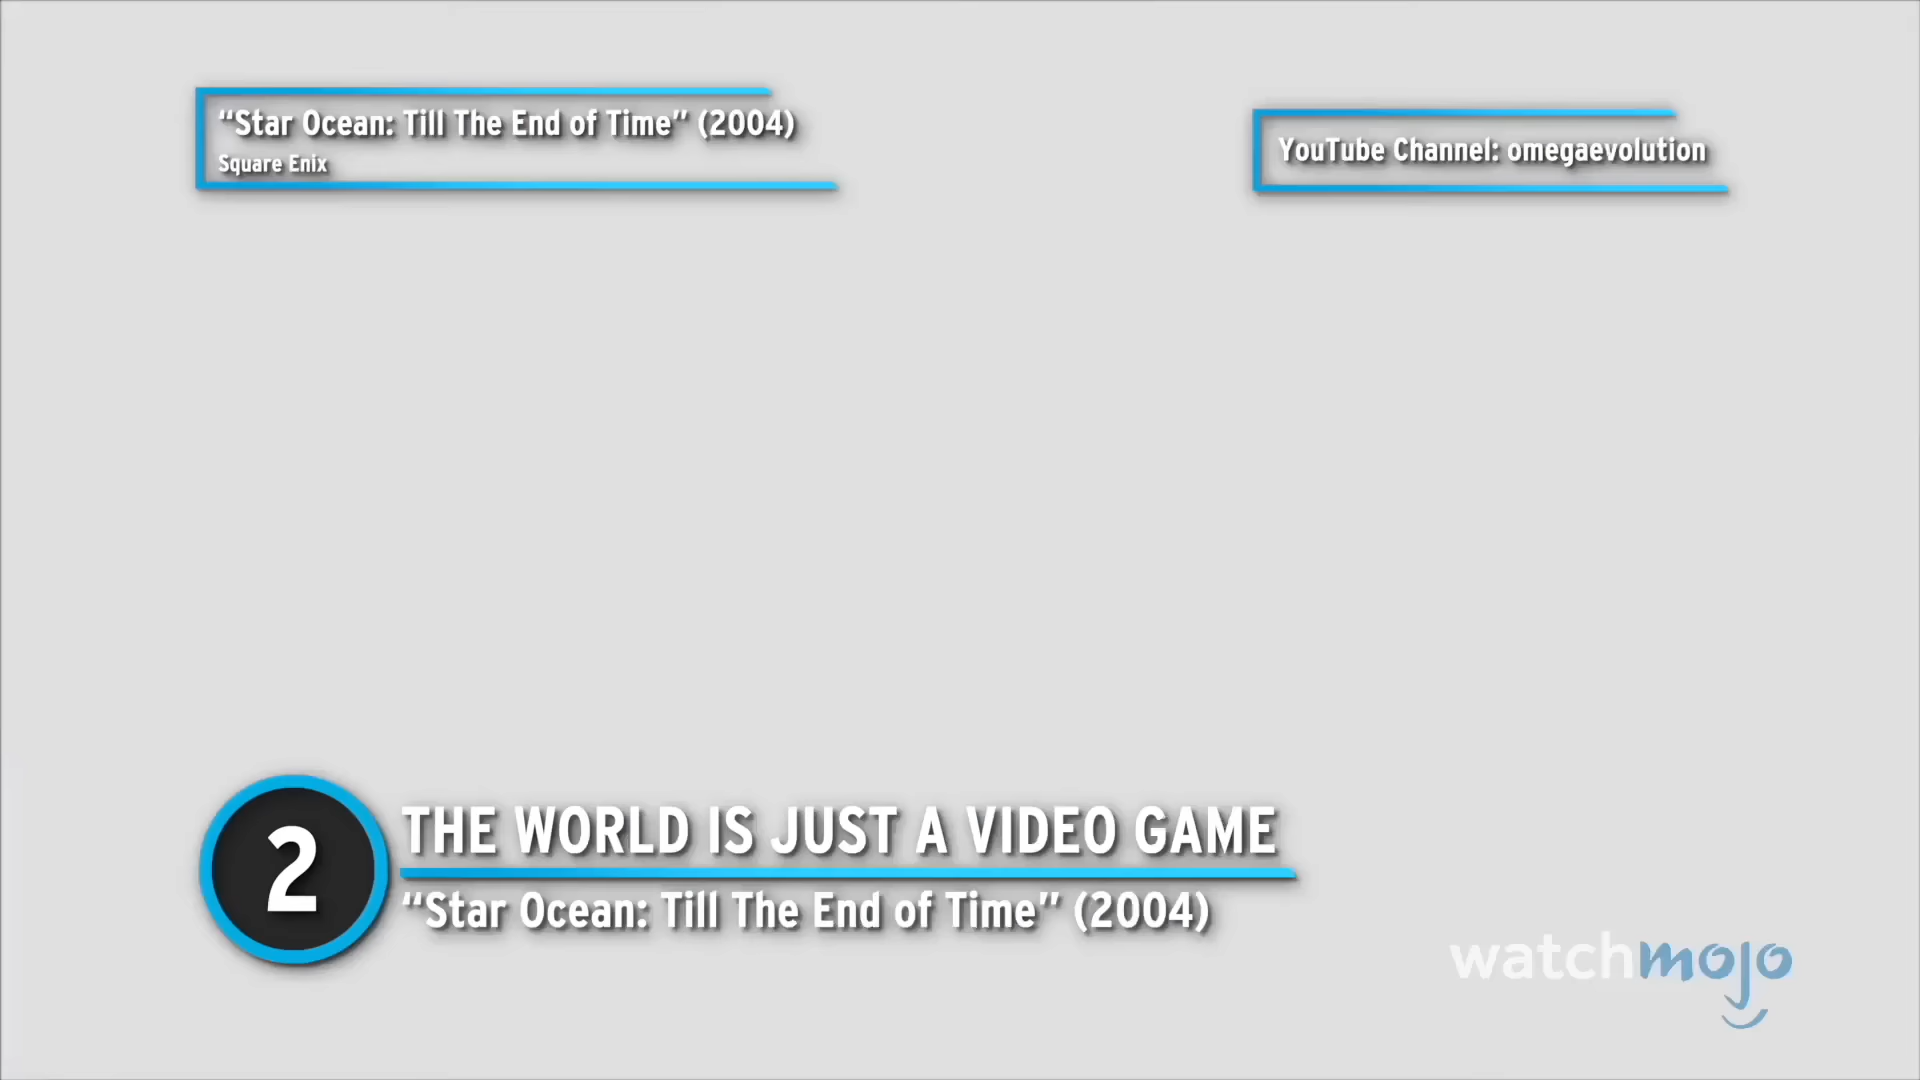 “Star Ocean: Till The End of Time” (2004)
Square Enix
YouTube Channel: omegaevolution
2
THE WORLD IS JUST A VIDEO GAME
“Star Ocean: Till The End of Time” (2004)
watchmojo